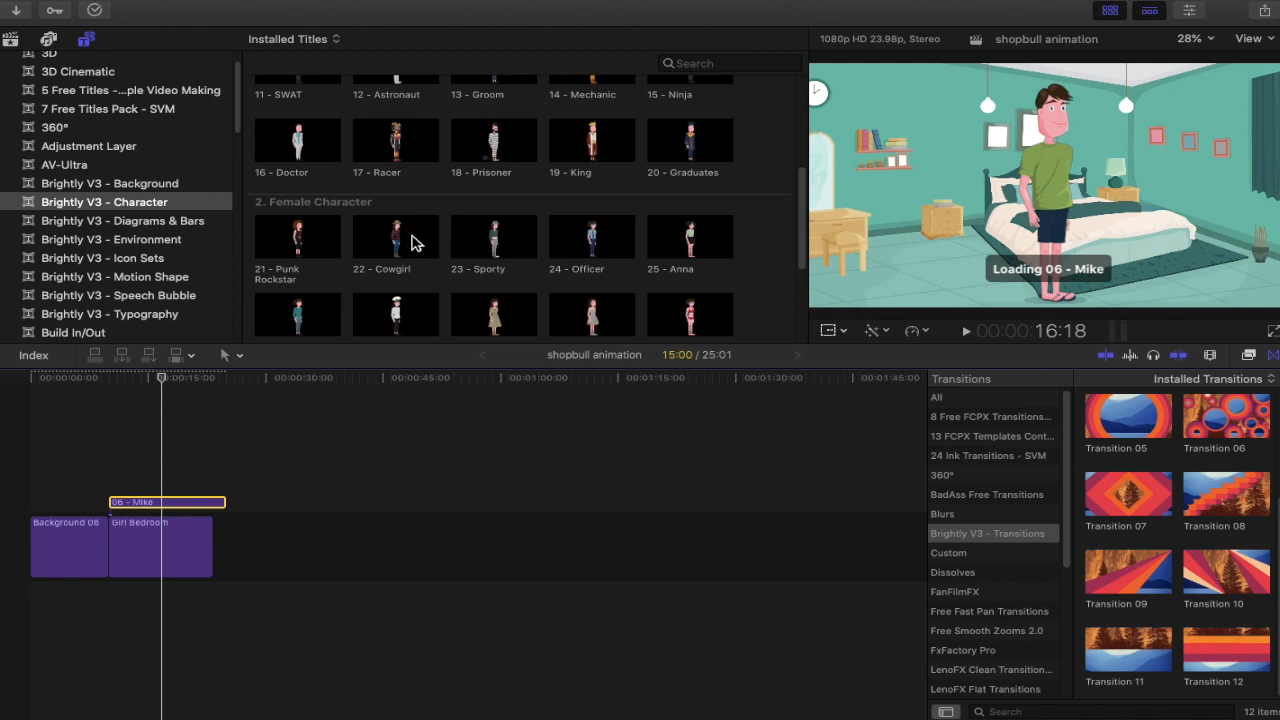 Installed Titles
1080p HD 23.98p, Stereo
shopbull animation
28%
View
3D
3D Cinematic
5 Free Titles -...ple Video Making
7 Free Titles Pack - SVM
360°
Adjustment Layer
AV-Ultra
Brightly V3 - Background
Brightly V3 - Character
Brightly V3 - Diagrams & Bars
Brightly V3 - Environment
Brightly V3 - Icon Sets
Brightly V3 - Motion Shape
Brightly V3 - Speech Bubble
Brightly V3 - Typography
Build In/Out
Search
11 - SWAT
12 - Astronaut
13 - Groom
14 - Mechanic
15 - Ninja
16 - Doctor
17 - Racer
18 - Prisoner
19 - King
20 - Graduates
2. Female Character
21 - Punk
Rockstar
22 - Cowgirl
23 - Sporty
24 - Officer
25 - Anna
Loading 06 - Mike
00:00:16:18
Index
shopbull animation
15:00 / 25:01
00:00:00:00
00:00:15:00
00:00:30:00
00:00:45:00
00:01:00:00
00:01:15:00
00:01:30:00
00:01:45:00
06 - Mike
Background 08
Girl Bedroom
Transitions
Installed Transitions
All
8 Free FCPX Transitions...
13 FCPX Templates Cont...
24 Ink Transitions - SVM
360°
BadAss Free Transitions
Blurs
Brightly V3 - Transitions
Custom
Dissolves
FanFilmFX
Free Fast Pan Transitions
Free Smooth Zooms 2.0
FxFactory Pro
LenoFX Clean Transition...
LenoFX Flat Transitions
Transition 05
Transition 06
Transition 07
Transition 08
Transition 09
Transition 10
Transition 11
Transition 12
Search
12 items